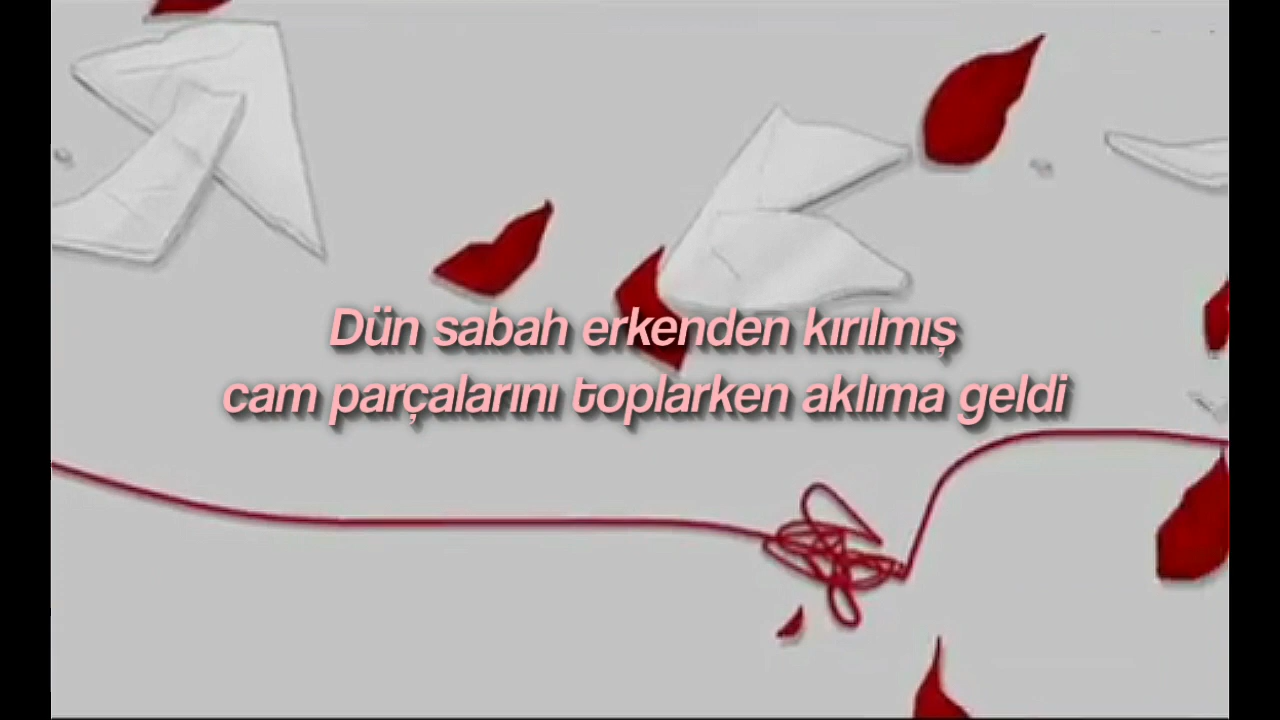 Dün sabah erkenden kırılmış
cam parçalarını toplarken aklıma geldi